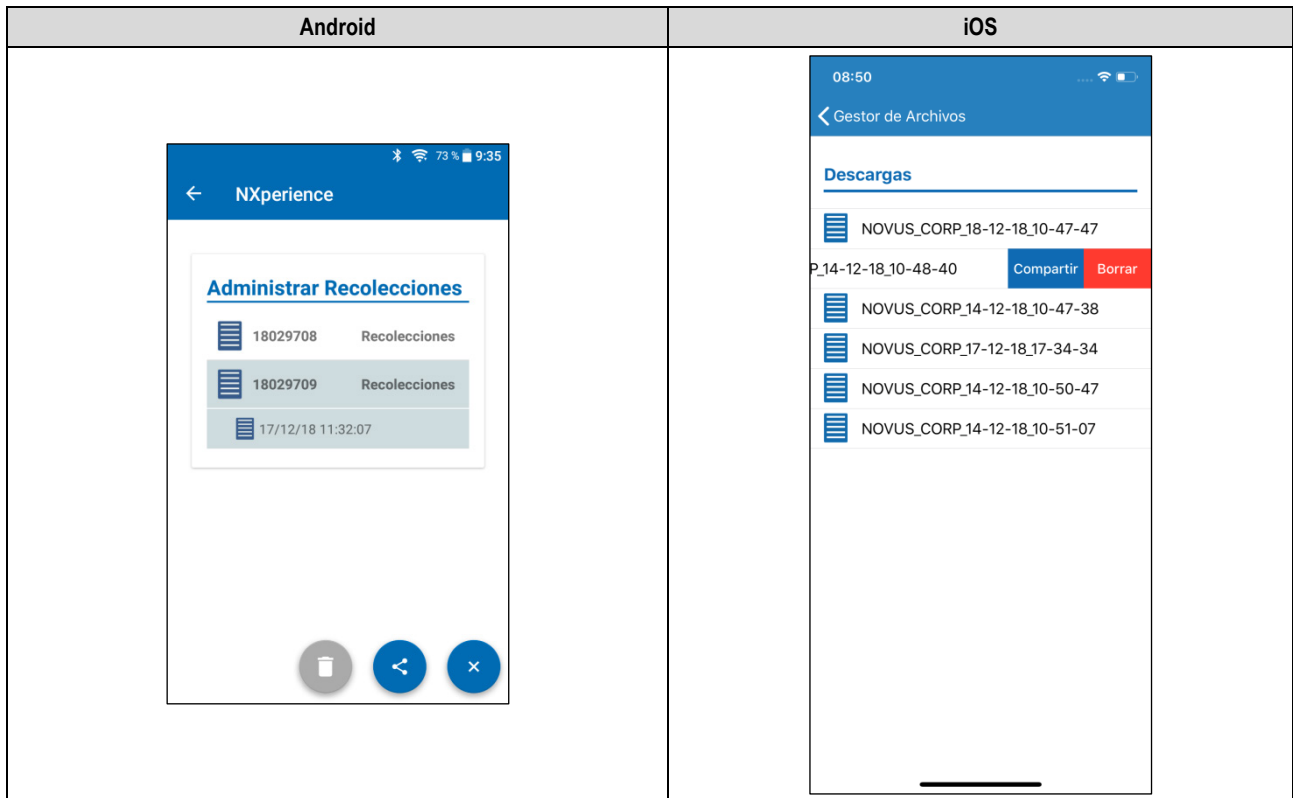 Android
iOS
73 % 9:35
NXperience
Administrar Recolecciones
18029708 Recolecciones
18029709 Recolecciones
17/12/18 11:32:07
08:50
Gestor de Archivos
Descargas
NOVUS_CORP_18-12-18_10-47-47
P_14-12-18_10-48-40 Compartir Borrar
NOVUS_CORP_14-12-18_10-47-38
NOVUS_CORP_17-12-18_17-34-34
NOVUS_CORP_14-12-18_10-50-47
NOVUS_CORP_14-12-18_10-51-07